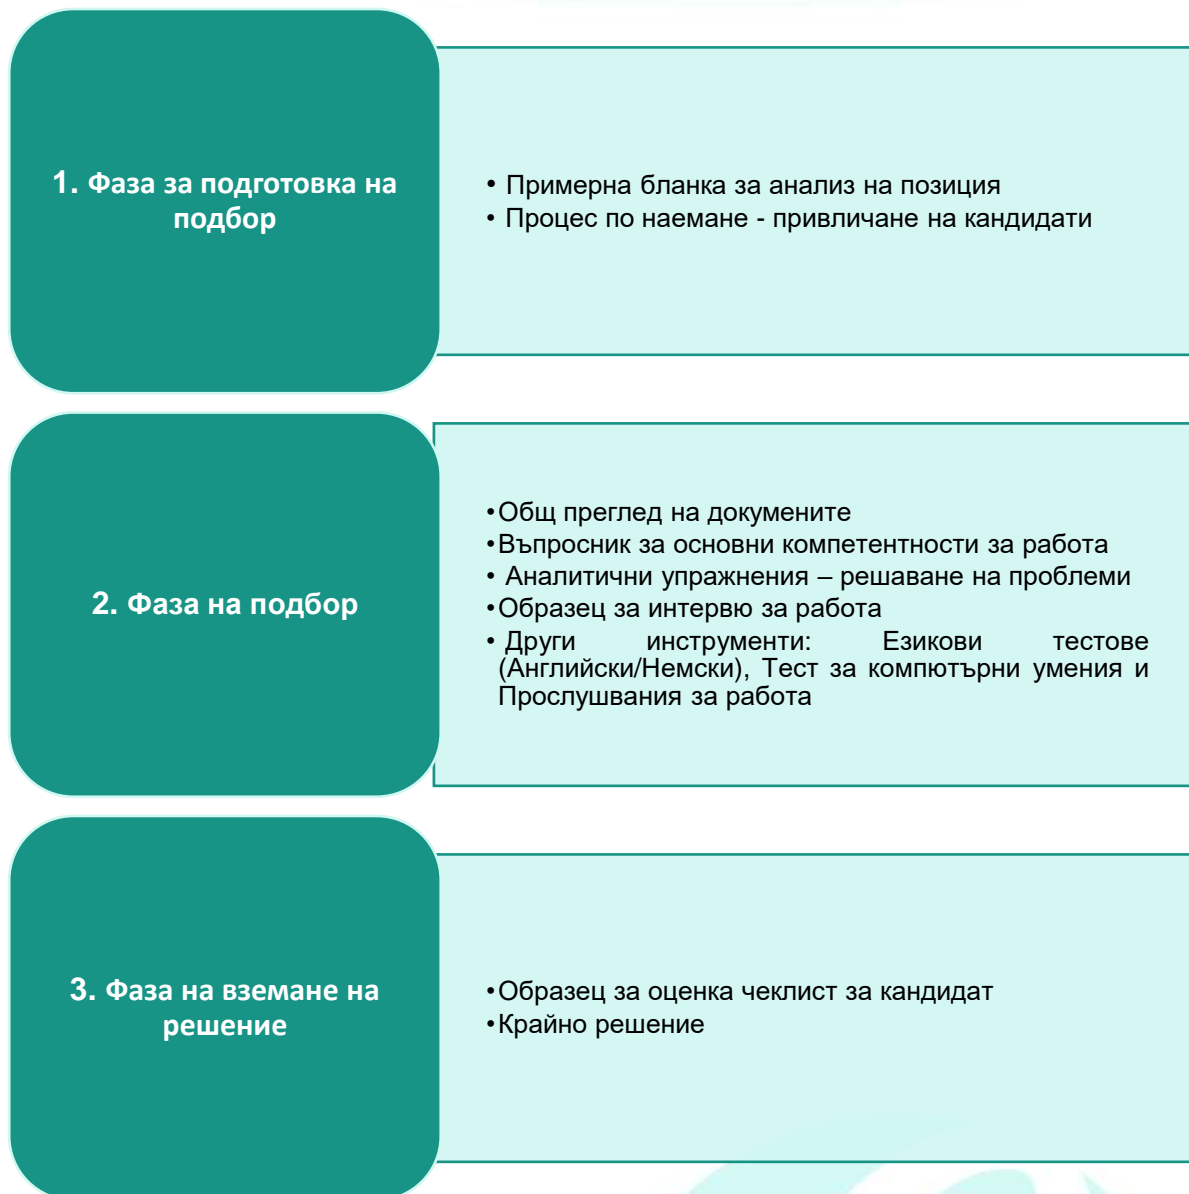 1. Фаза за подготовка на
подбор
• Примерна бланка за анализ на позиция
• Процес по наемане - привличане на кандидати
2. Фаза на подбор
•Общ преглед на докумените
•Въпросник за основни компетентности за работа
• Аналитични упражнения – решаване на проблеми
•Образец за интервю за работа
• Други инструменти: Езикови тестове
(Английски/Немски), Тест за компютърни умения и
Прослушвания за работа
3. Фаза на вземане на
решение
•Образец за оценка чеклист за кандидат
•Крайно решение